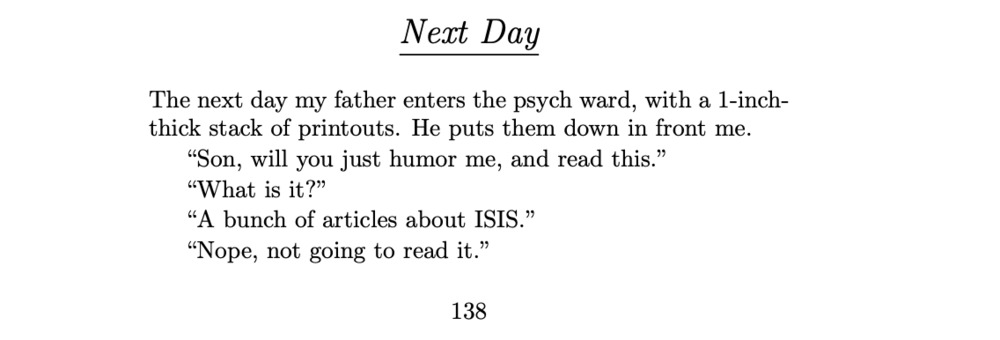 Next Day
The next day my father enters the psych ward, with a 1-inch-
thick stack of printouts. He puts them down in front me.
“Son, will you just humor me, and read this.”
“What is it?”
“A bunch of articles about ISIS.”
“Nope, not going to read it.”
138